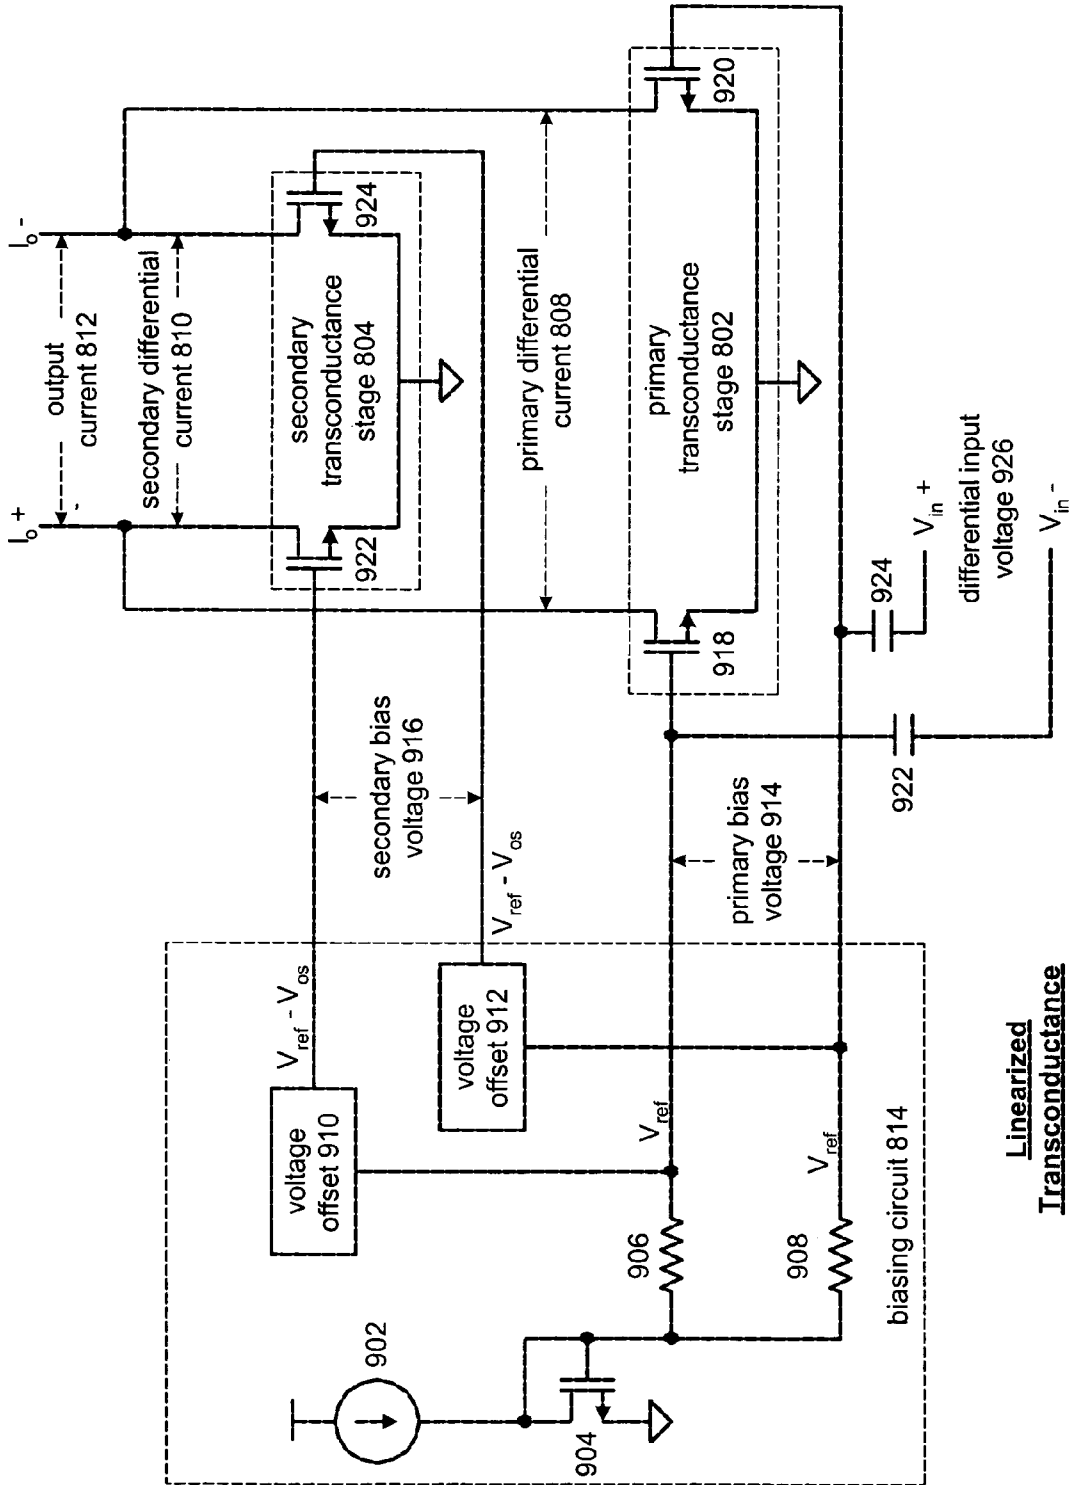 I₀ +
I₀ -
output
current 812
secondary differential
current 810
secondary
transconductance
stage 804
922
924
primary differential
current 808
primary
transconductance
stage 802
918
920
secondary bias
voltage 916
primary bias
voltage 914
922
924
V_in +
differential input
voltage 926
V_in -
V_ref - V_os
V_ref - V_os
voltage
offset 910
voltage
offset 912
V_ref
V_ref
902
904
906
908
biasing circuit 814
Linearized
Transconductance